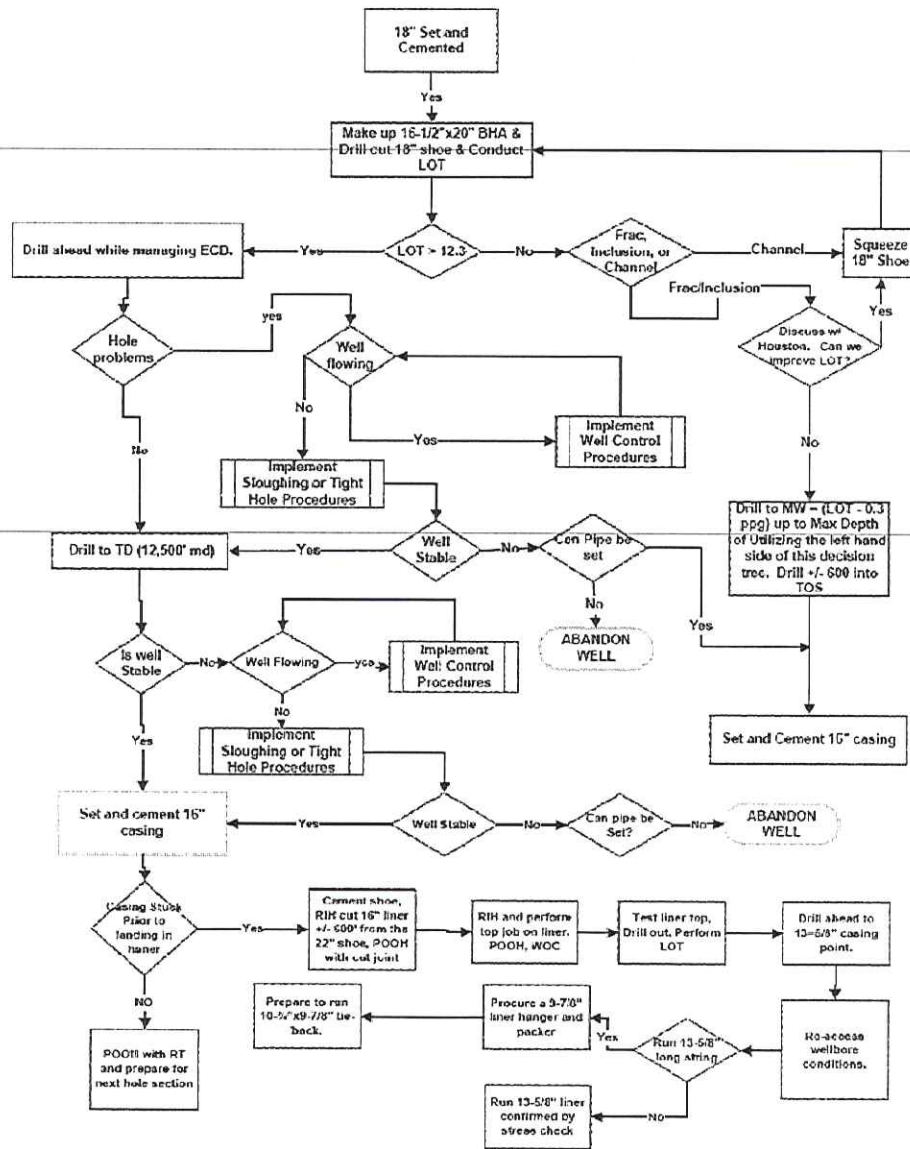 18" Set and
Cemented
Yes
Make up 16-1/2"x20" BHA &
Drill cut 18" shoe & Conduct
LOT
Drill ahead while managing ECD.
Yes
LOT > 12.3
No
Frac,
Inclusion, or
Channel
Channel
Squeeze
18" Shoe
Frac/Inclusion
Yes
yes
Hole
problems
Well
flowing
Discuss w/
Houston. Can we
improve LOT?
No
Yes
Implement
Well Control
Procedures
No
No
Implement
Sloughing or Tight
Hole Procedures
Drill to MW = (LOT - 0.3
ppg) up to Max Depth
of Utilizing the left hand
side of this decision
tree. Drill +/- 600 into
TOS
Drill to TD (12,500' md)
Yes
Well
Stable
No
Can Pipe be
set
No
Yes
ABANDON
WELL
Is well
Stable
No
Well Flowing
yes
Implement
Well Control
Procedures
No
Yes
Implement
Sloughing or Tight
Hole Procedures
Set and Cement 16" casing
Set and cement 16"
casing
Yes
Well Stable
No
Can pipe be
Set?
No
ABANDON
WELL
Casing Stuck
Prior to
landing in
haner
Yes
Cement shoe,
RIH cut 16" liner
+/- 600' from the
22" shoe, POOH
with cut joint
RIH and perform
top job on liner.
POOH, WOC
Test liner top,
Drill out, Perform
LOT
Drill ahead to
13=5/8" casing
point.
NO
Prepare to run
10-¾"x9-7/8" tie-
back.
Procure a 9-7/8"
liner hanger and
packer
Yes
Run 13-5/8"
long string
Re-access
wellbore
conditions.
POOH with RT
and prepare for
next hole section
Run 13-5/8" liner
confirmed by
stress check
No